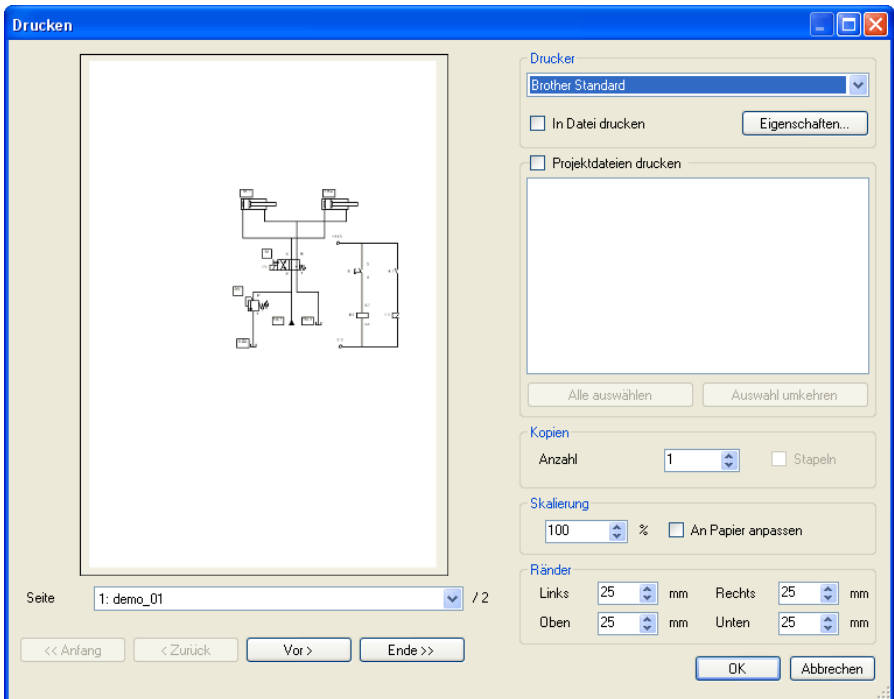 Drucken
Drucker
Brother Standard
In Datei drucken
Eigenschaften...
Projektdateien drucken
Alle auswählen
Auswahl umkehren
Kopien
Anzahl
1
Stapeln
Skalierung
100
%
An Papier anpassen
Ränder
Links
25
mm
Rechts
25
mm
Oben
25
mm
Unten
25
mm
Seite
1: demo_01
/ 2
<< Anfang
< Zurück
Vor >
Ende >>
OK
Abbrechen